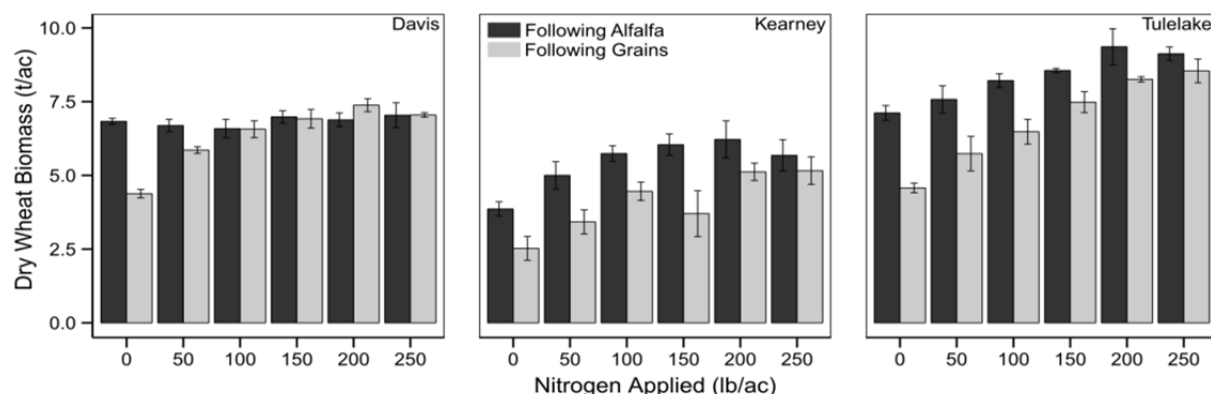 Davis
Kearney
Tulelake
Following Alfalfa
Following Grains
Dry Wheat Biomass (t/ac)
10.0
7.5
5.0
2.5
0.0
0 50 100 150 200 250
0 50 100 150 200 250
0 50 100 150 200 250
Nitrogen Applied (lb/ac)